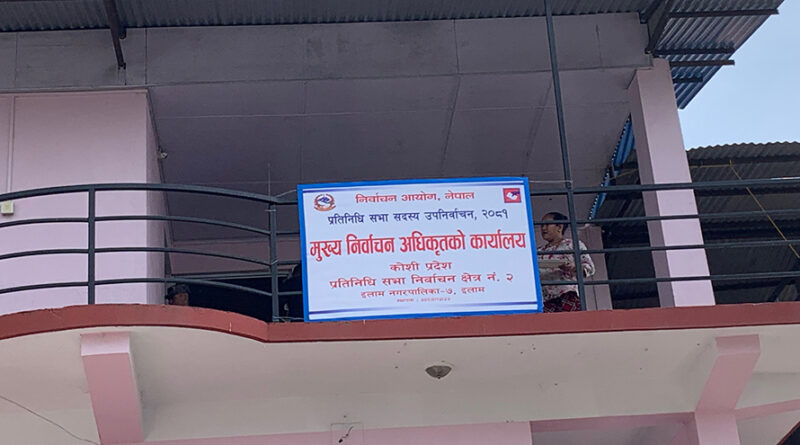 निर्वाचन आयोग, नेपाल
प्रतिनिधि सभा सदस्य उपनिर्वाचन, २०८१
मुख्य निर्वाचन अधिकृतको कार्यालय
कोशी प्रदेश
प्रतिनिधि सभा निर्वाचन क्षेत्र नं. २
इलाम नगरपालिका-७, इलाम